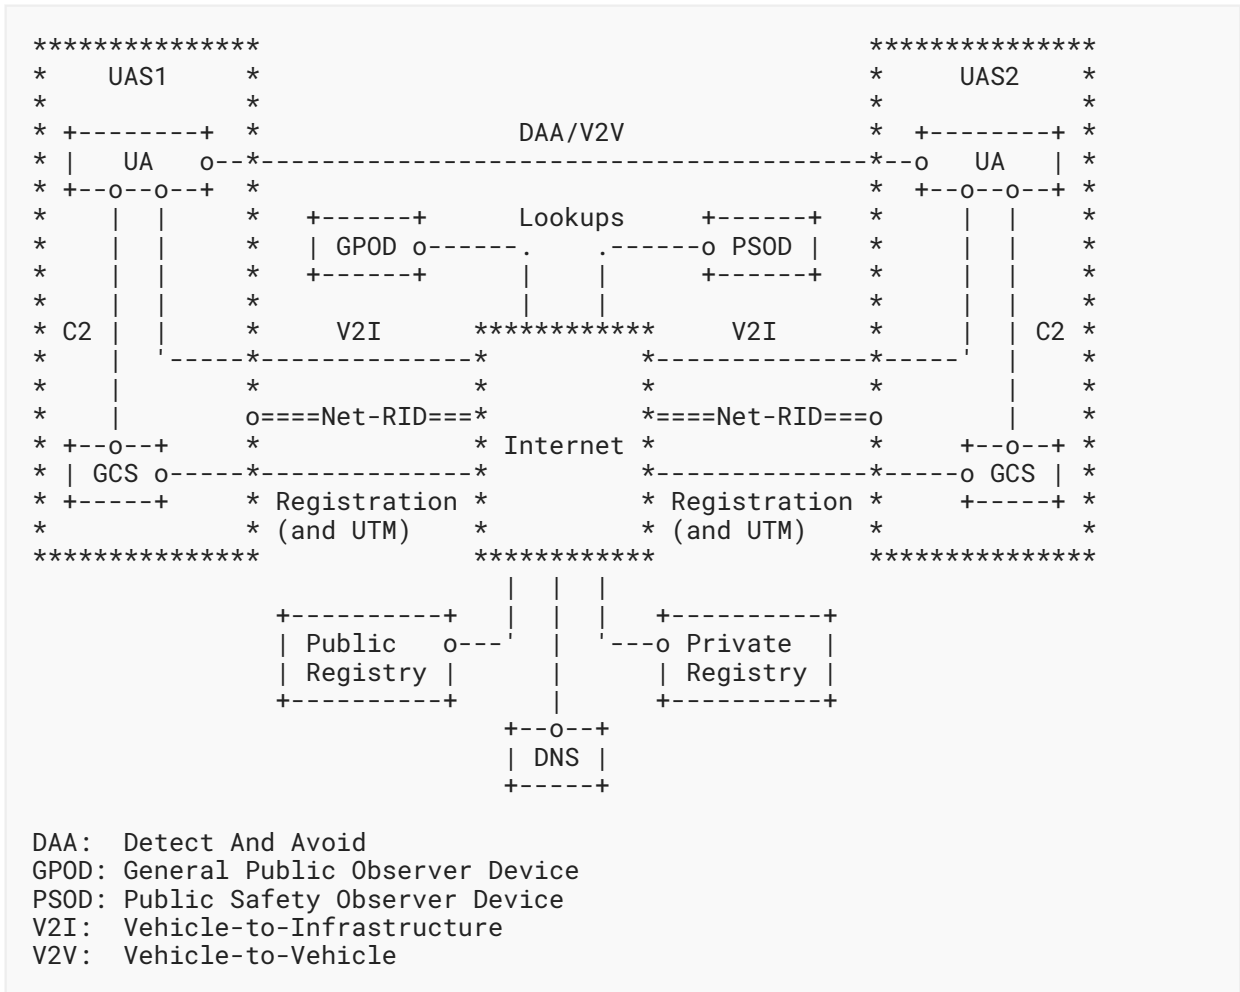 ***************                                        ***************
*    UAS1     *                                        *     UAS2    *
*             *                                        *             *
* +--------+  *                 DAA/V2V                *  +--------+ *
* |   UA   o--*----------------------------------------*--o   UA   | *
* +--o--o--+  *                                        *  +--o--o--+ *
*    |  |     *   +------+      Lookups     +------+   *     |  |    *
*    |  |     *   | GPOD o------.    .------o PSOD |   *     |  |    *
*    |  |     *   +------+      |    |      +------+   *     |  |    *
*    |  |     *                 |    |                 *     |  |    *
* C2 |  |     *     V2I      ************     V2I      *     |  | C2 *
*    |  '-----*--------------*          *--------------*-----'  |    *
*    |        *              *          *              *        |    *
*    |        o====Net-RID===*          *====Net-RID===o        |    *
* +--o--+     *              * Internet *              *     +--o--+ *
* | GCS o-----*--------------*          *--------------*-----o GCS | *
* +-----+     * Registration *          * Registration *     +-----+ *
*             * (and UTM)    *          * (and UTM)    *             *
***************              ************              ***************
                               |  |  |
                +----------+   |  |  |   +----------+
                | Public   o---'  |  '---o Private  |
                | Registry |      |      | Registry |
                +----------+      |      +----------+
                               +--o--+
                               | DNS |
                               +-----+
DAA:  Detect And Avoid
GPOD: General Public Observer Device
PSOD: Public Safety Observer Device
V2I:  Vehicle-to-Infrastructure
V2V:  Vehicle-to-Vehicle